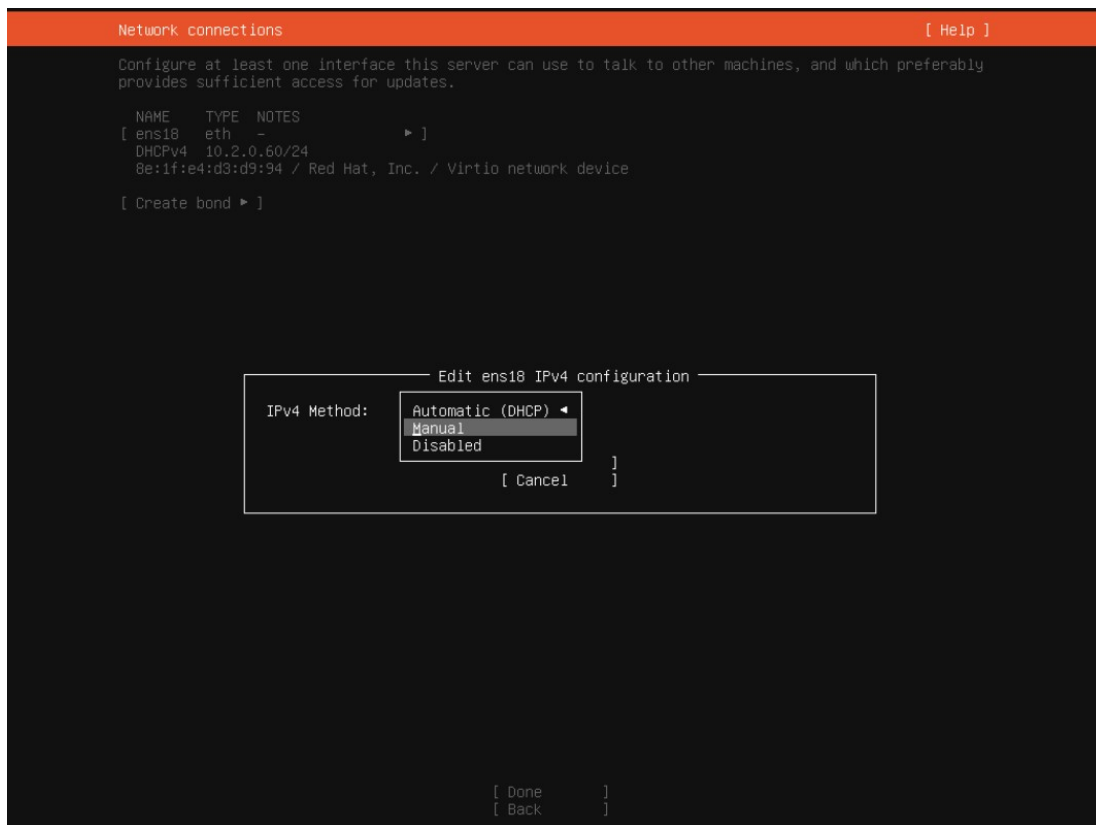 Network connections [ Help ]
Configure at least one interface this server can use to talk to other machines, and which preferably
provides sufficient access for updates.
NAME TYPE NOTES
[ ens18 eth – ▸ ]
DHCPv4 10.2.0.60/24
8e:1f:e4:d3:d9:94 / Red Hat, Inc. / Virtio network device
[ Create bond ▸ ]
Edit ens18 IPv4 configuration
IPv4 Method: Automatic (DHCP) ◂
Manual
Disabled
]
[ Cancel ]
[ Done ]
[ Back ]